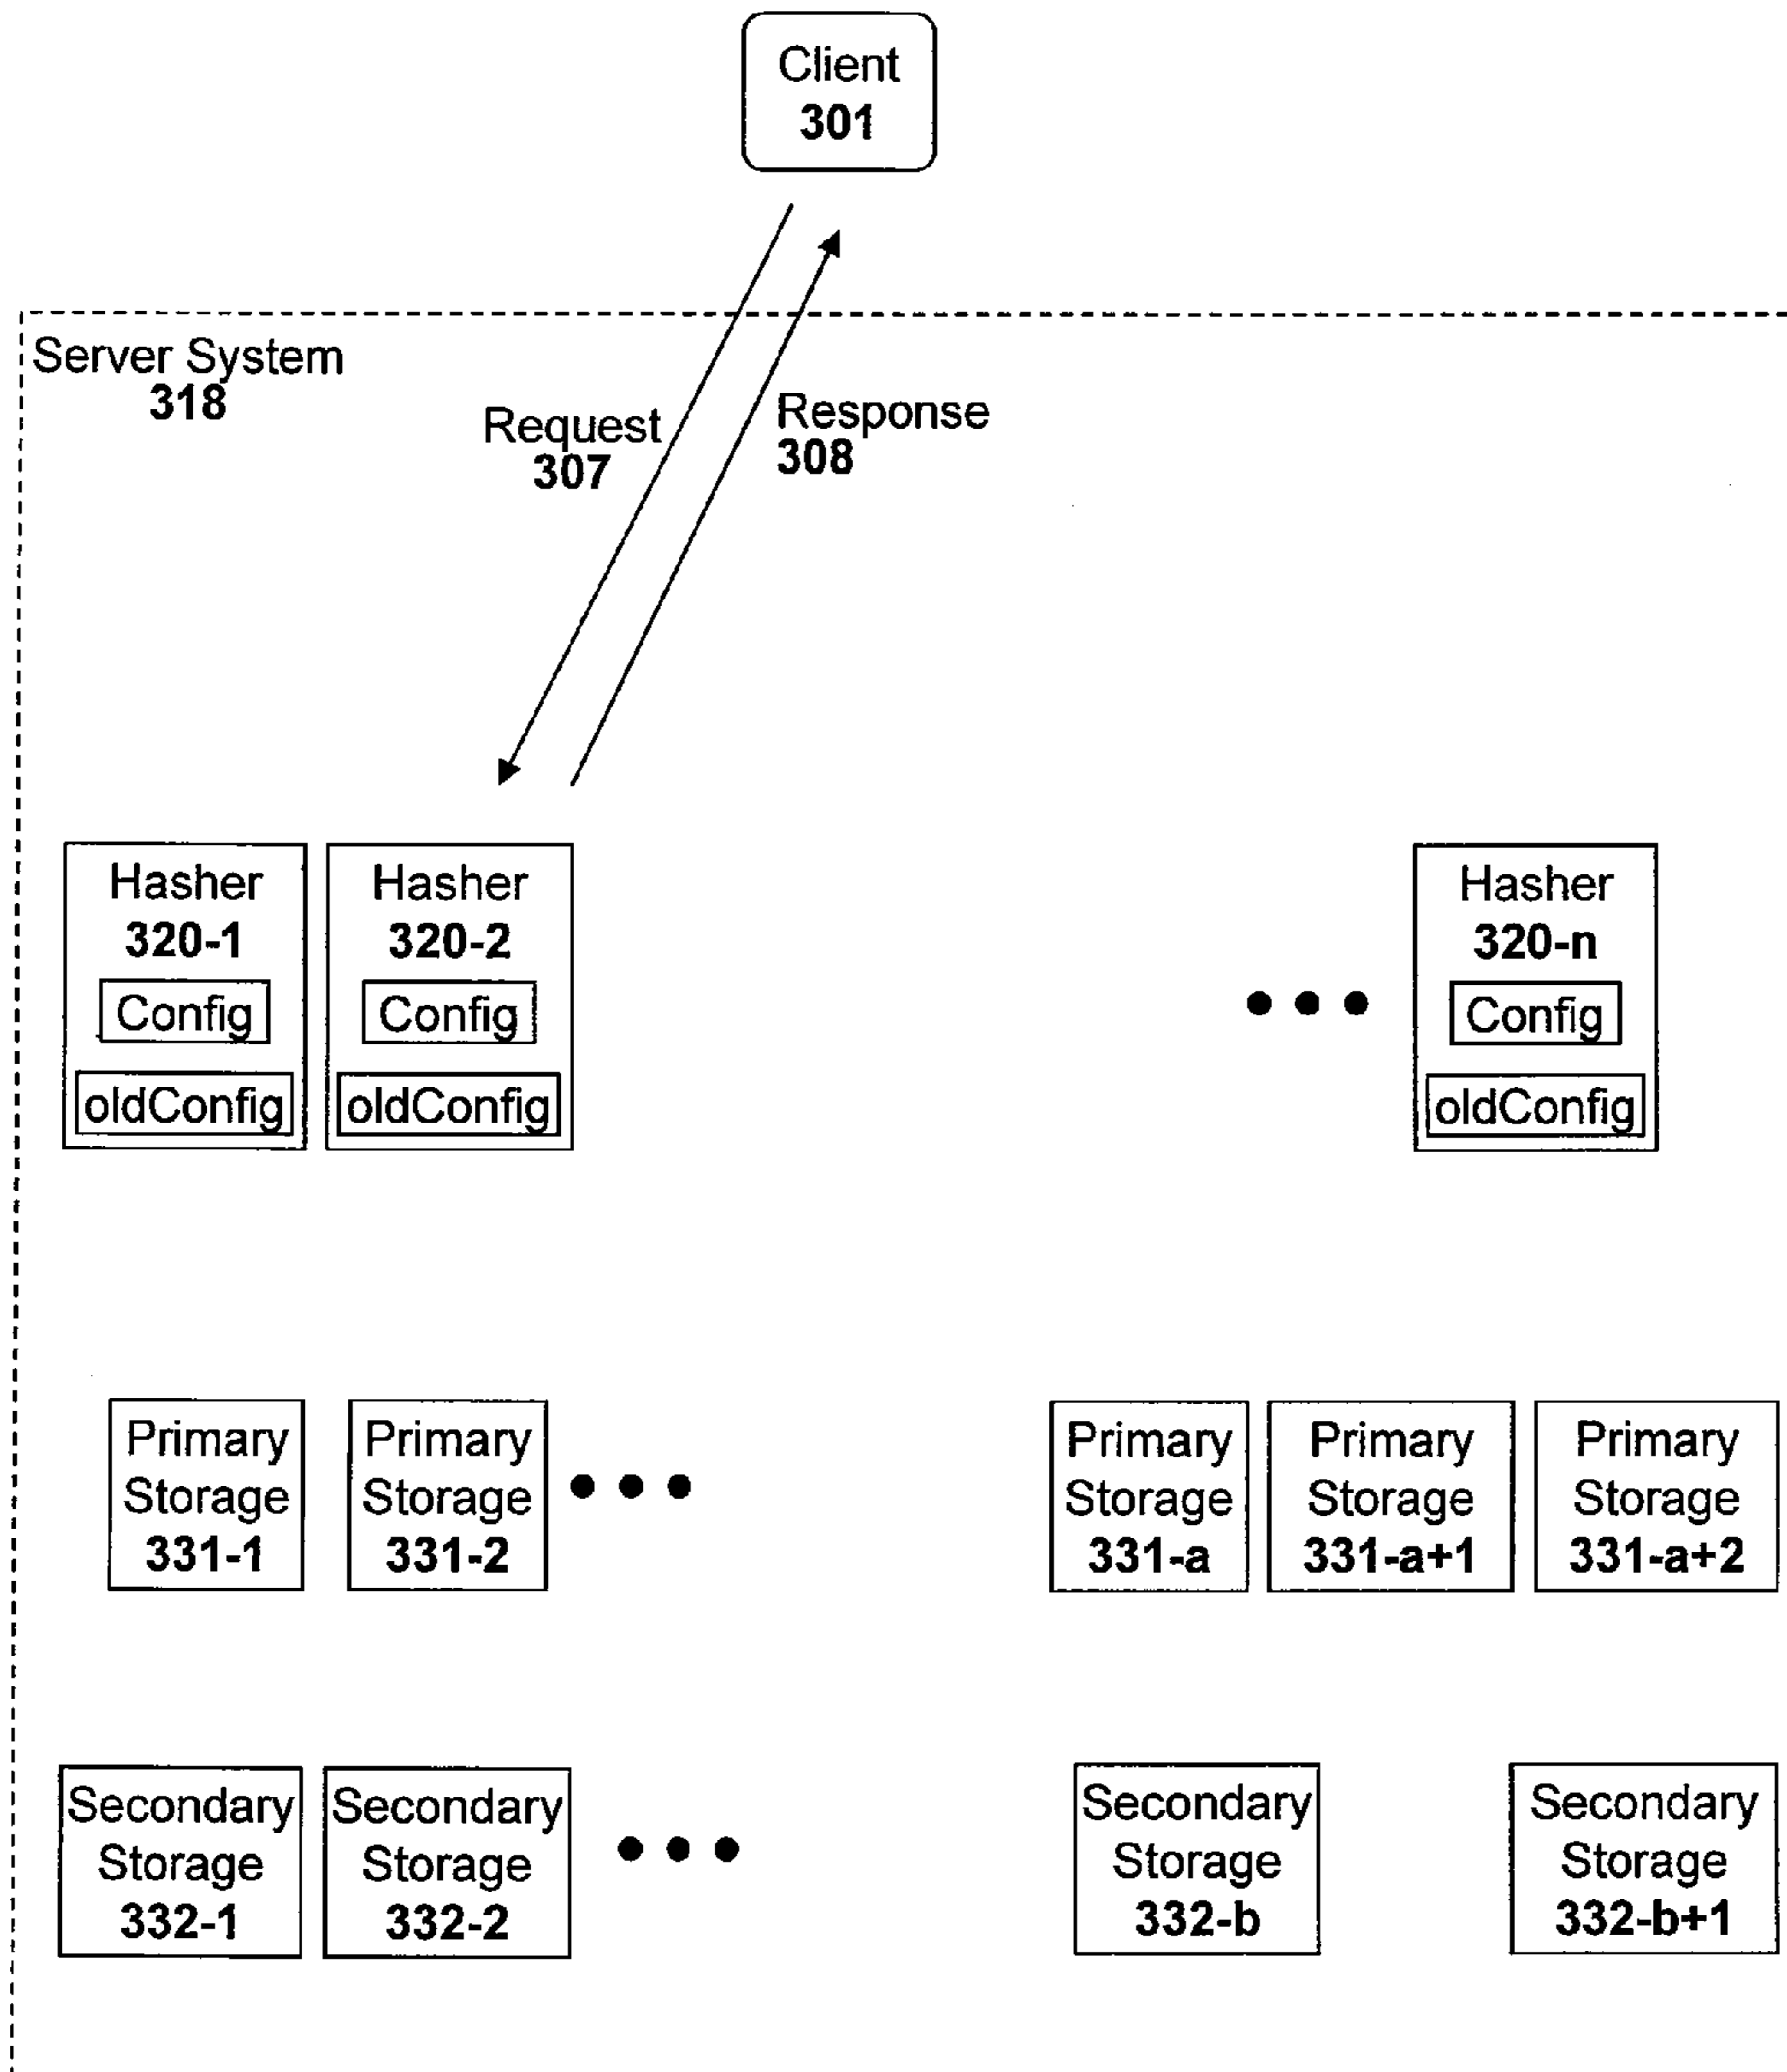 Client
301
Server System
318
Request
307
Response
308
Hasher
320-1
Config
oldConfig
Hasher
320-2
Config
oldConfig
Hasher
320-n
Config
oldConfig
Primary
Storage
331-1
Primary
Storage
331-2
Primary
Storage
331-a
Primary
Storage
331-a+1
Primary
Storage
331-a+2
Secondary
Storage
332-1
Secondary
Storage
332-2
Secondary
Storage
332-b
Secondary
Storage
332-b+1